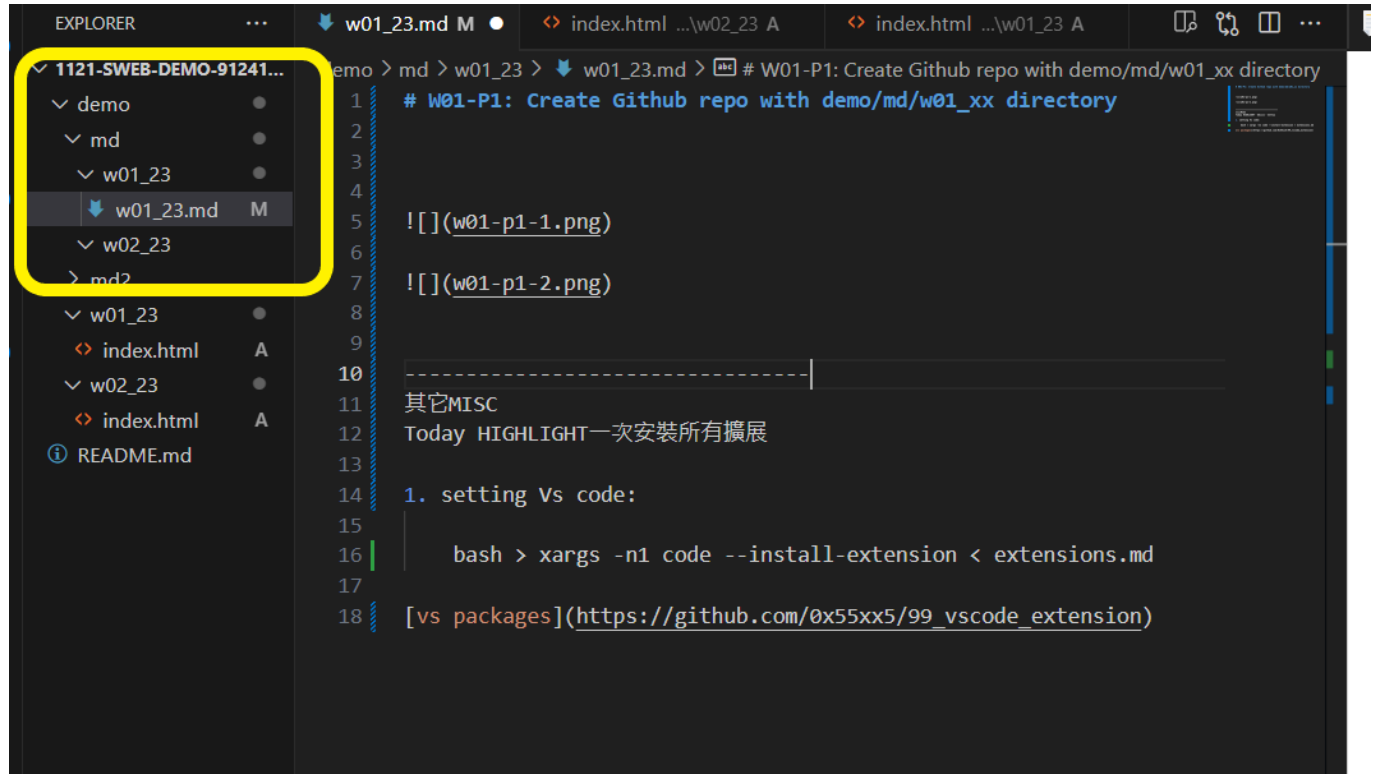 EXPLORER ...
1121-SWEB-DEMO-91241...
demo
md
w01_23
w01_23.md M
w02_23
md2
w01_23
index.html A
w02_23
index.html A
README.md
w01_23.md M index.html ...\w02_23 A index.html ...\w01_23 A
emo > md > w01_23 > w01_23.md > # W01-P1: Create Github repo with demo/md/w01_xx directory
1 # W01-P1: Create Github repo with demo/md/w01_xx directory
2
3
4
5 ![](w01-p1-1.png)
6
7 ![](w01-p1-2.png)
8
9
10 ---------------------------------
11 其它MISC
12 Today HIGHLIGHT一次安裝所有擴展
13
14 1. setting Vs code:
15
16 bash > xargs -n1 code --install-extension < extensions.md
17
18 [vs packages](https://github.com/0x55xx5/99_vscode_extension)